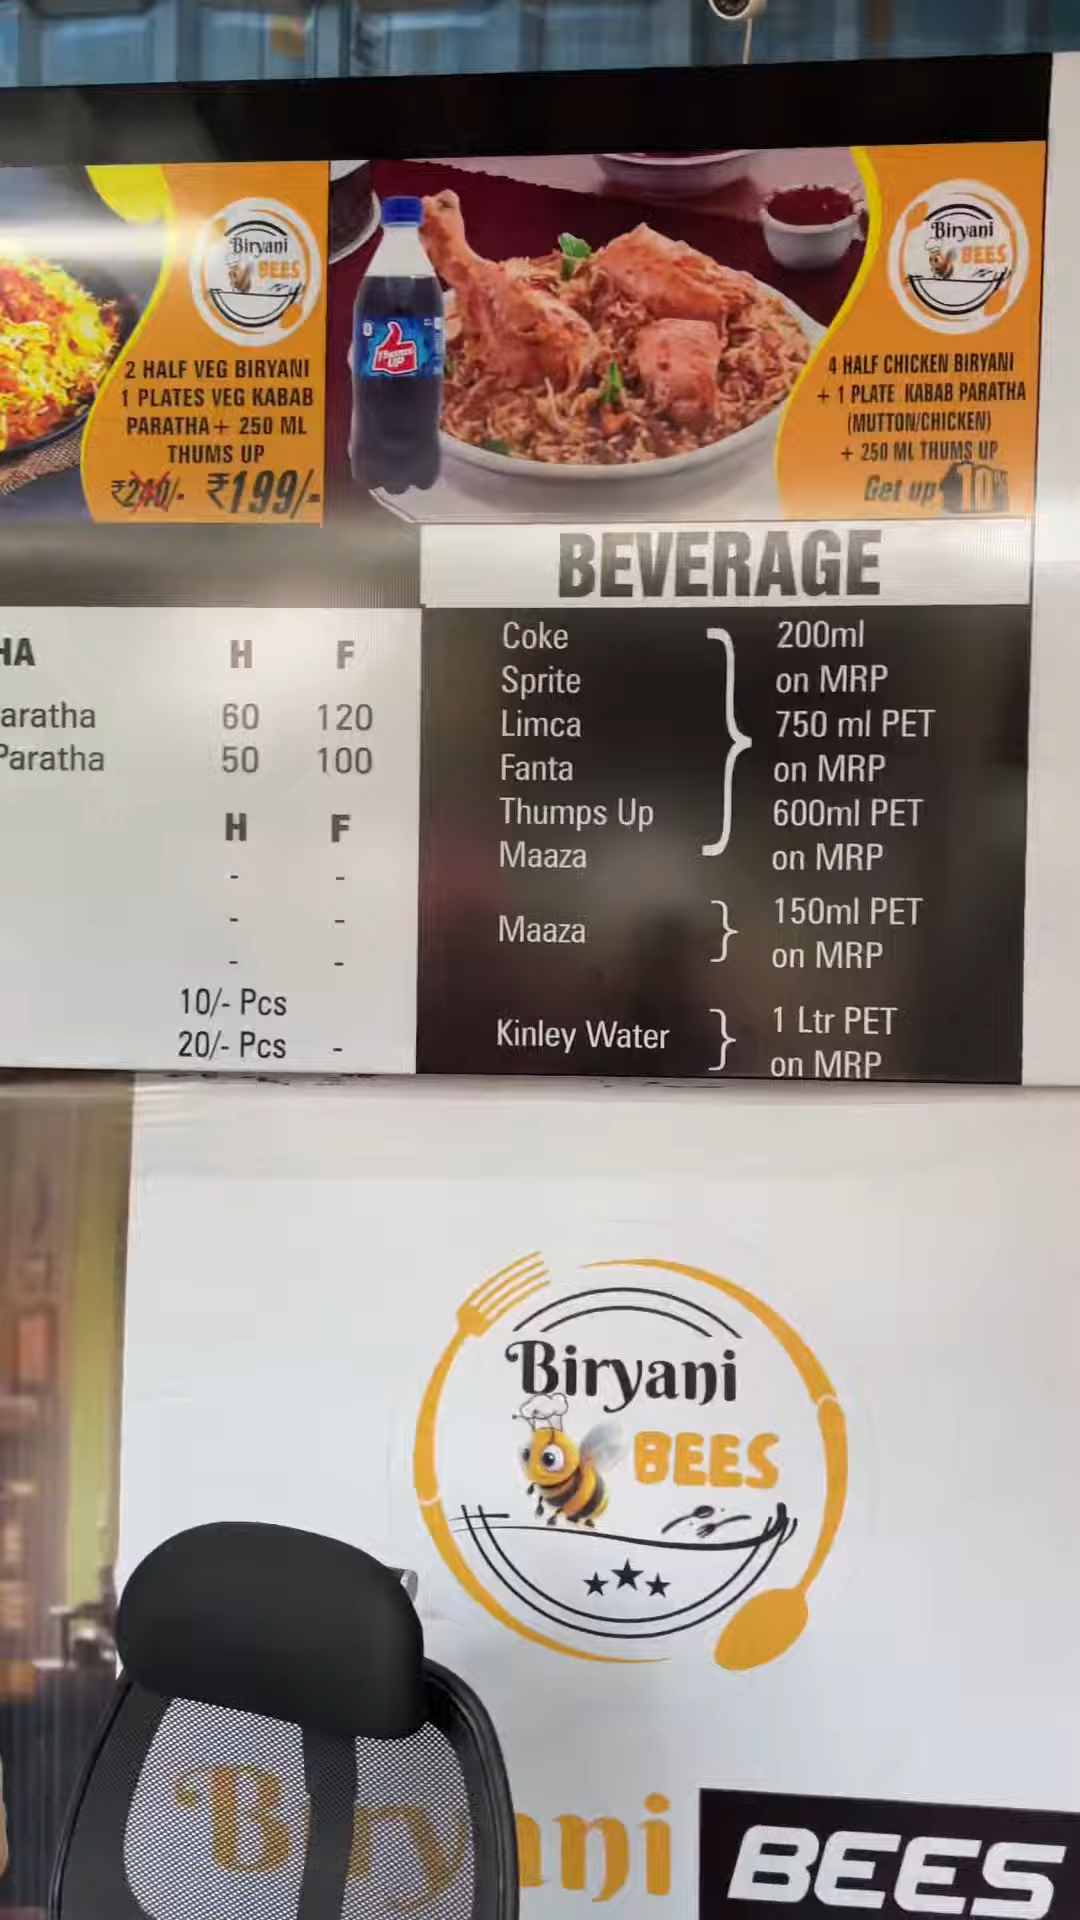 Biryani
BEES
2 HALF VEG BIRYANI
1 PLATES VEG KABAB
PARATHA + 250 ML
THUMS UP
₹240/- ₹199/-
Thums
UP
Biryani
BEES
4 HALF CHICKEN BIRYANI
+ 1 PLATE KABAB PARATHA
(MUTTON/CHICKEN)
+ 250 ML THUMS UP
Get up
HA H F
aratha 60 120
Paratha 50 100
H F
- -
- -
- -
10/- Pcs
20/- Pcs -
BEVERAGE
Coke
Sprite
Limca
Fanta
Thumps Up
Maaza
200ml
on MRP
750 ml PET
on MRP
600ml PET
on MRP
Maaza
150ml PET
on MRP
Kinley Water
1 Ltr PET
on MRP
Biryani
BEES
Biryani BEES